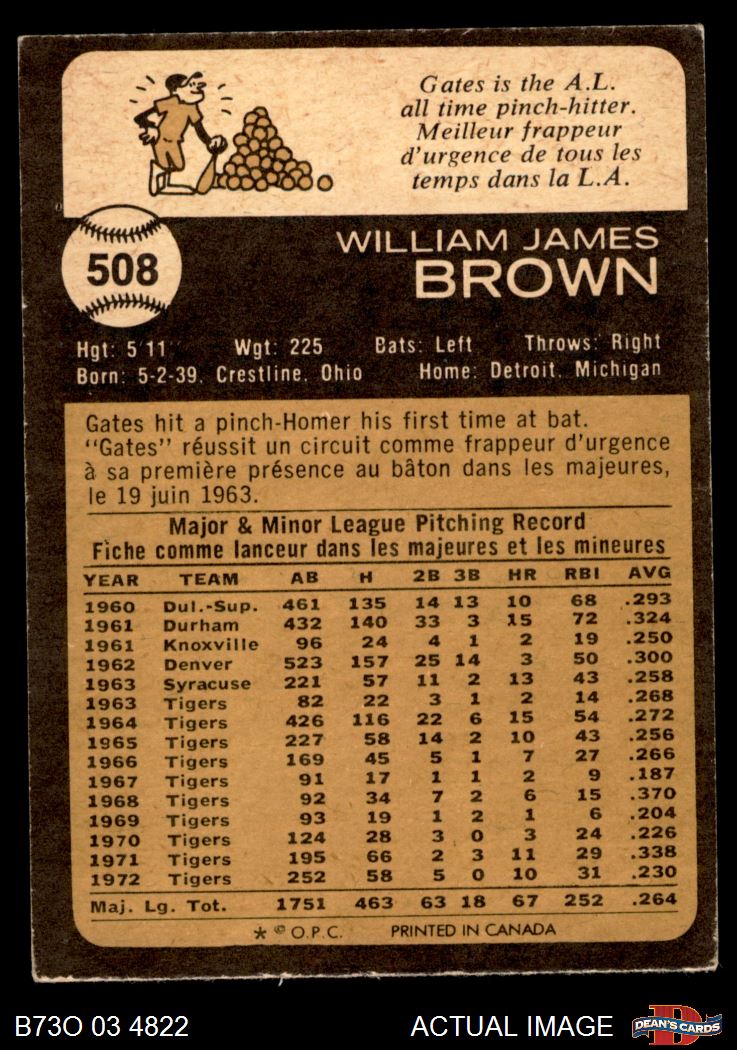 Gates is the A.L.
all time pinch-hitter.
Meilleur frappeur
d'urgence de tous les
temps dans la L.A.
508
WILLIAM JAMES
BROWN
Hgt: 5'11" Wgt: 225 Bats: Left Throws: Right
Born: 5-2-39, Crestline, Ohio Home: Detroit, Michigan
Gates hit a pinch-Homer his first time at bat.
"Gates" réussit un circuit comme frappeur d'urgence
à sa première présence au bâton dans les majeures,
le 19 juin 1963.
Major & Minor League Pitching Record
Fiche comme lanceur dans les majeures et les mineures
YEAR TEAM AB H 2B 3B HR RBI AVG
1960 Dul.-Sup. 461 135 14 13 10 68 .293
1961 Durham 432 140 33 3 15 72 .324
1961 Knoxville 96 24 4 1 2 19 .250
1962 Denver 523 157 25 14 3 50 .300
1963 Syracuse 221 57 11 2 13 43 .258
1963 Tigers 82 22 3 1 2 14 .268
1964 Tigers 426 116 22 6 15 54 .272
1965 Tigers 227 58 14 2 10 43 .256
1966 Tigers 169 45 5 1 7 27 .266
1967 Tigers 91 17 1 1 2 9 .187
1968 Tigers 92 34 7 2 6 15 .370
1969 Tigers 93 19 1 2 1 6 .204
1970 Tigers 124 28 3 0 3 24 .226
1971 Tigers 195 66 2 3 11 29 .338
1972 Tigers 252 58 5 0 10 31 .230
Maj. Lg. Tot. 1751 463 63 18 67 252 .264
* © O.P.C. PRINTED IN CANADA
B73O 03 4822 ACTUAL IMAGE DEAN'S CARDS